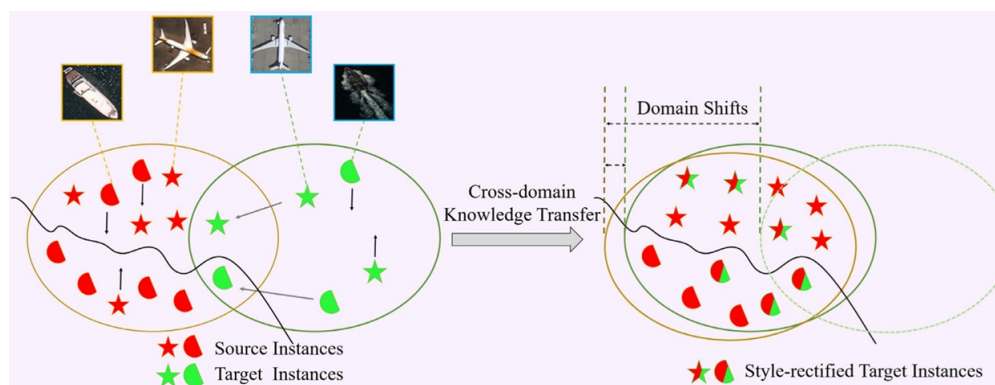 Domain Shifts
Cross-domain
Knowledge Transfer
Source Instances
Target Instances
Style-rectified Target Instances